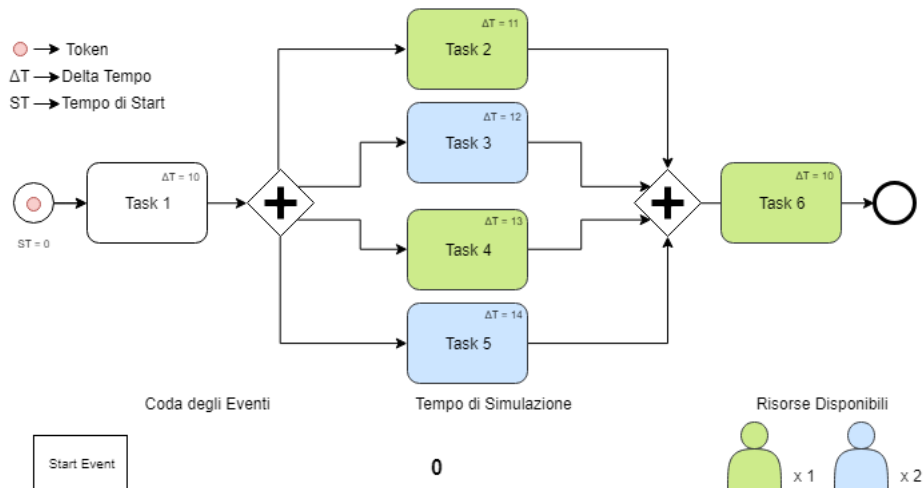 Token
ΔT Delta Tempo
ST Tempo di Start
ST = 0
ΔT = 10
Task 1
ΔT = 11
Task 2
ΔT = 12
Task 3
ΔT = 13
Task 4
ΔT = 14
Task 5
ΔT = 10
Task 6
Coda degli Eventi
Tempo di Simulazione
Risorse Disponibili
Start Event
0
x 1
x 2